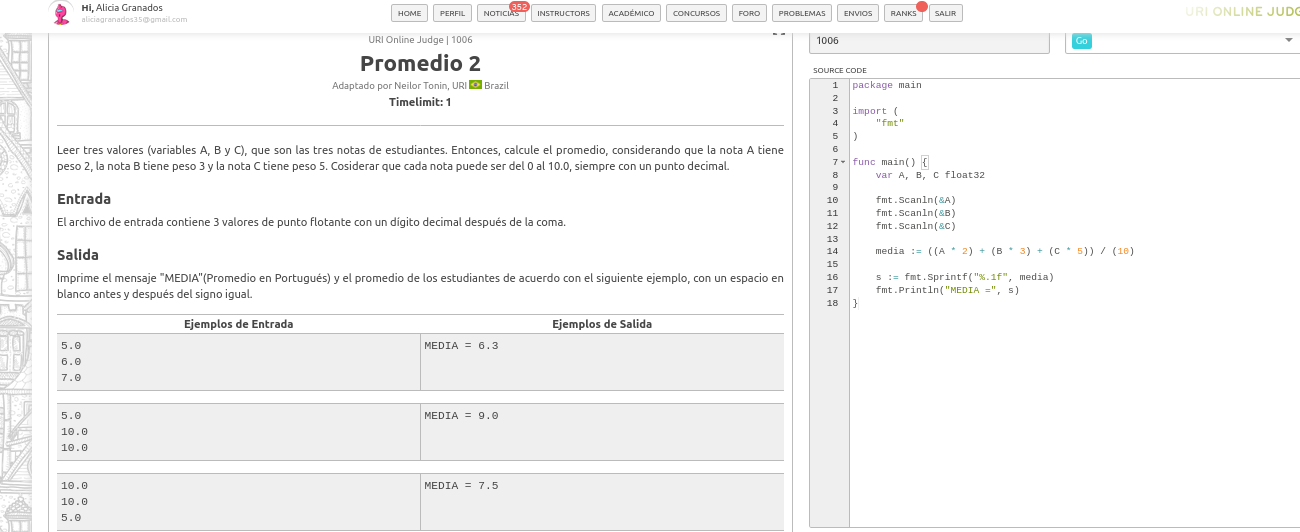 Hi, Alicia Granados
aliciagranados35@gmail.com
HOME PERFIL NOTICIAS 352 INSTRUCTORS ACADÉMICO CONCURSOS FORO PROBLEMAS ENVIOS RANKS SALIR
URI ONLINE JUDG
URI Online Judge | 1006
Promedio 2
Adaptado por Neilor Tonin, URI Brazil
Timelimit: 1
Leer tres valores (variables A, B y C), que son las tres notas de estudiantes. Entonces, calcule el promedio, considerando que la nota A tiene
peso 2, la nota B tiene peso 3 y la nota C tiene peso 5. Cosiderar que cada nota puede ser del 0 al 10.0, siempre con un punto decimal.
Entrada
El archivo de entrada contiene 3 valores de punto flotante con un dígito decimal después de la coma.
Salida
Imprime el mensaje "MEDIA"(Promedio en Portugués) y el promedio de los estudiantes de acuerdo con el siguiente ejemplo, con un espacio en
blanco antes y después del signo igual.
Ejemplos de Entrada Ejemplos de Salida
5.0 MEDIA = 6.3
6.0
7.0
5.0 MEDIA = 9.0
10.0
10.0
10.0 MEDIA = 7.5
10.0
5.0
1006 Go
SOURCE CODE
1 package main
2
3 import (
4 "fmt"
5 )
6
7 func main() {
8 var A, B, C float32
9
10 fmt.Scanln(&A)
11 fmt.Scanln(&B)
12 fmt.Scanln(&C)
13
14 media := ((A * 2) + (B * 3) + (C * 5)) / (10)
15
16 s := fmt.Sprintf("%.1f", media)
17 fmt.Println("MEDIA =", s)
18 }